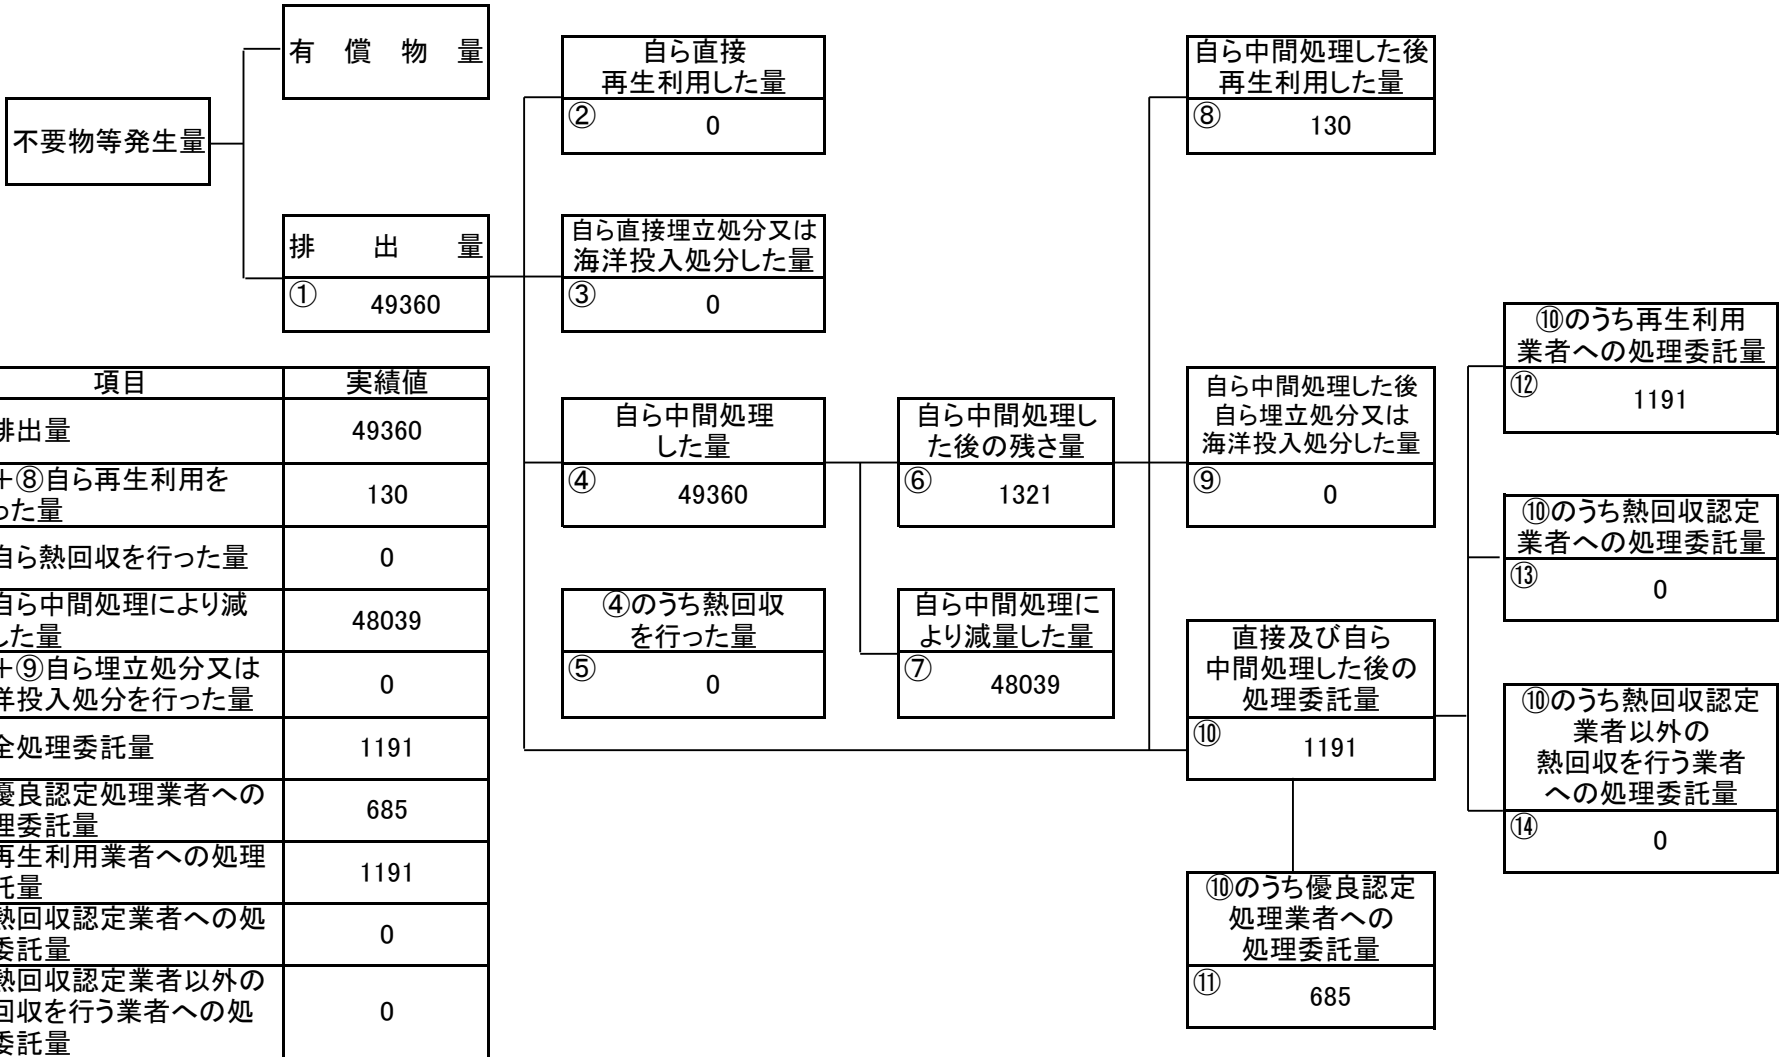 有　償　物　量
不要物等発生量
排　出　量
① 49360
自ら直接
再生利用した量
② 0
自ら直接埋立処分又は
海洋投入処分した量
③ 0
自ら中間処理
した量
④ 49360
④のうち熱回収
を行った量
⑤ 0
自ら中間処理し
た後の残さ量
⑥ 1321
自ら中間処理に
より減量した量
⑦ 48039
自ら中間処理した後
再生利用した量
⑧ 130
自ら中間処理した後
自ら埋立処分又は
海洋投入処分した量
⑨ 0
直接及び自ら
中間処理した後の
処理委託量
⑩ 1191
⑩のうち優良認定
処理業者への
処理委託量
⑪ 685
⑩のうち再生利用
業者への処理委託量
⑫ 1191
⑩のうち熱回収認定
業者への処理委託量
⑬ 0
⑩のうち熱回収認定
業者以外の
熱回収を行う業者
への処理委託量
⑭ 0
項目 実績値
排出量 49360
+⑧自ら再生利用を
った量 130
自ら熱回収を行った量 0
自ら中間処理により減
した量 48039
+⑨自ら埋立処分又は
洋投入処分を行った量 0
全処理委託量 1191
優良認定処理業者への
理委託量 685
再生利用業者への処理
託量 1191
熱回収認定業者への処
委託量 0
熱回収認定業者以外の
回収を行う業者への処
委託量 0